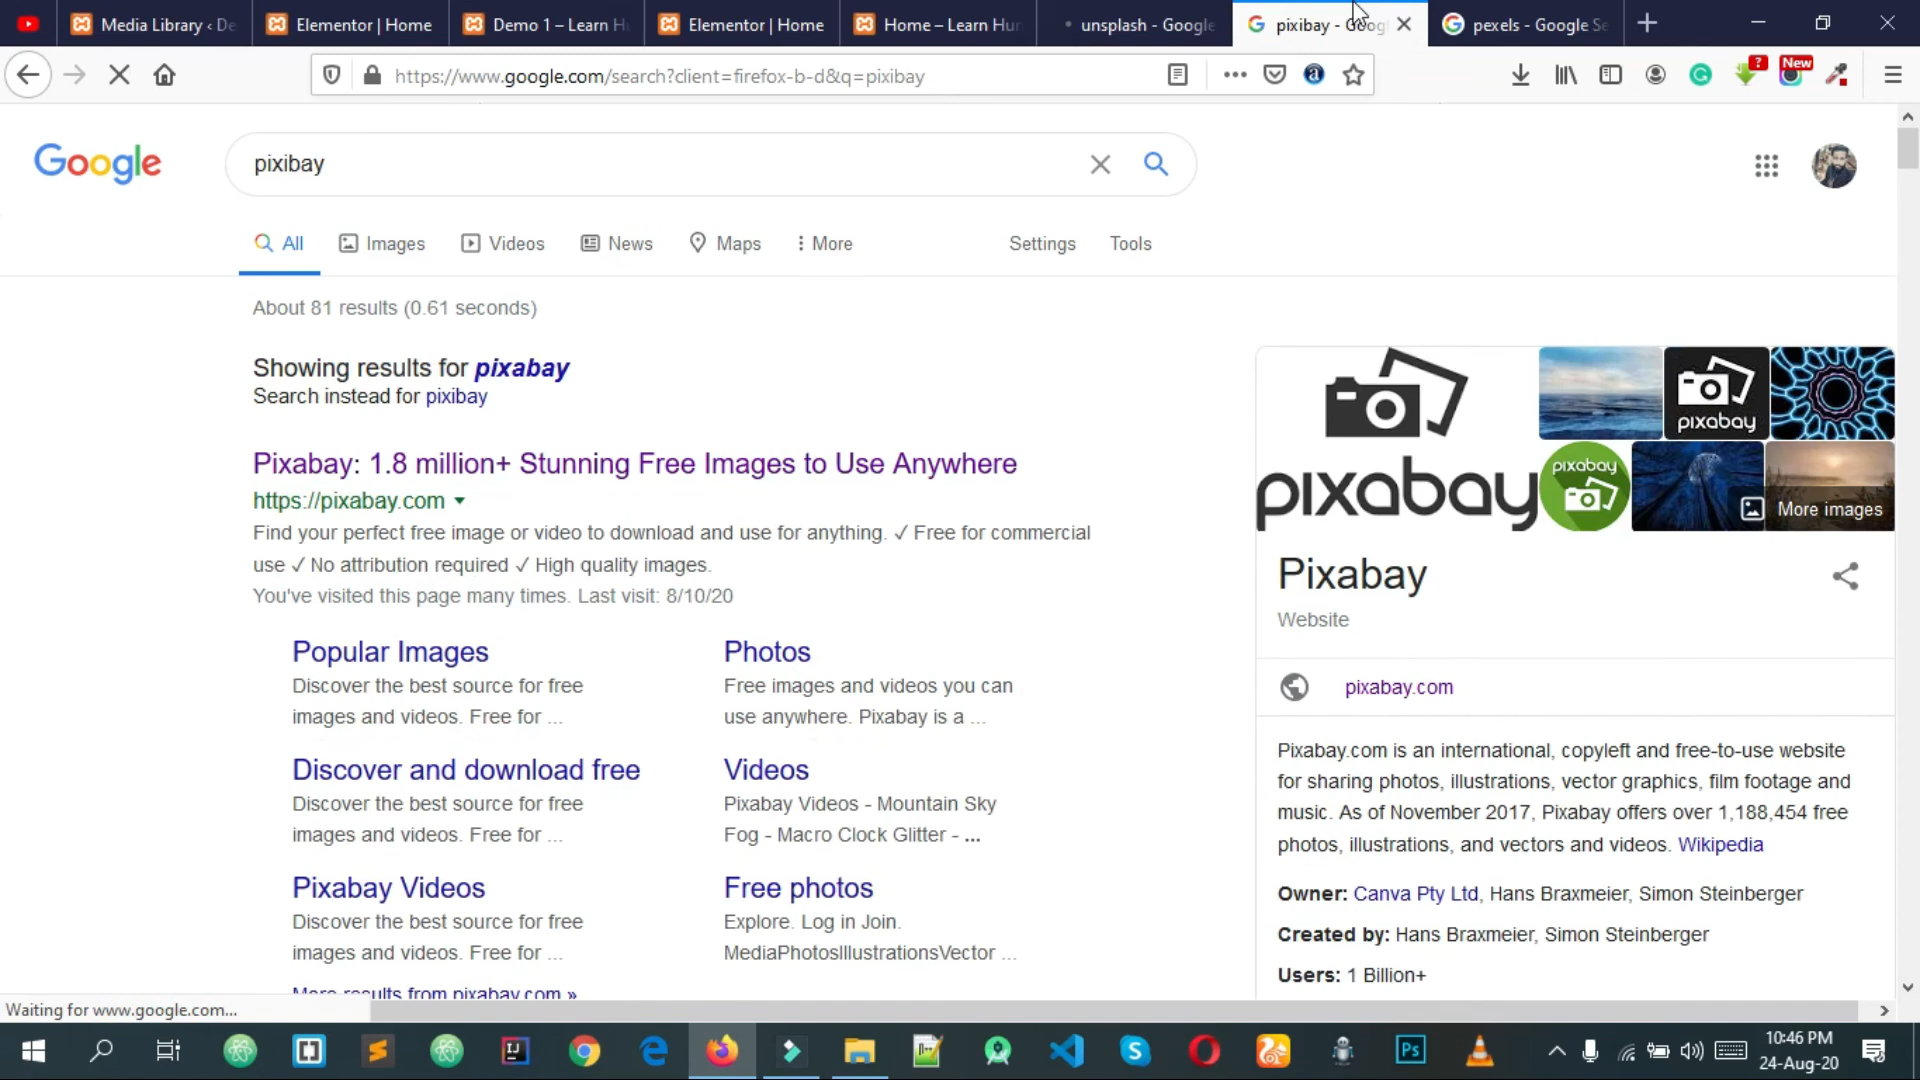 Media Library ‹ De
Elementor | Home
Demo 1 – Learn H
Elementor | Home
Home – Learn Hun
unsplash - Google
pixibay - Goog
pexels - Google Se
https://www.google.com/search?client=firefox-b-d&q=pixibay
?
New
Google
pixibay
All
Images
Videos
News
Maps
More
Settings
Tools
About 81 results (0.61 seconds)
Showing results for pixabay
Search instead for pixibay
Pixabay: 1.8 million+ Stunning Free Images to Use Anywhere
https://pixabay.com
Find your perfect free image or video to download and use for anything. ✓ Free for commercial
use ✓ No attribution required ✓ High quality images.
You've visited this page many times. Last visit: 8/10/20
Popular Images
Discover the best source for free
images and videos. Free for ...
Photos
Free images and videos you can
use anywhere. Pixabay is a ...
Discover and download free
Discover the best source for free
images and videos. Free for ...
Videos
Pixabay Videos - Mountain Sky
Fog - Macro Clock Glitter - ...
Pixabay Videos
Discover the best source for free
images and videos. Free for ...
Free photos
Explore. Log in Join.
MediaPhotosIllustrationsVector ...
More results from pixabay.com »
pixabay
pixabay
pixabay
More images
Pixabay
Website
pixabay.com
Pixabay.com is an international, copyleft and free-to-use website
for sharing photos, illustrations, vector graphics, film footage and
music. As of November 2017, Pixabay offers over 1,188,454 free
photos, illustrations, and vectors and videos. Wikipedia
Owner: Canva Pty Ltd, Hans Braxmeier, Simon Steinberger
Created by: Hans Braxmeier, Simon Steinberger
Users: 1 Billion+
Waiting for www.google.com...
10:46 PM
24-Aug-20